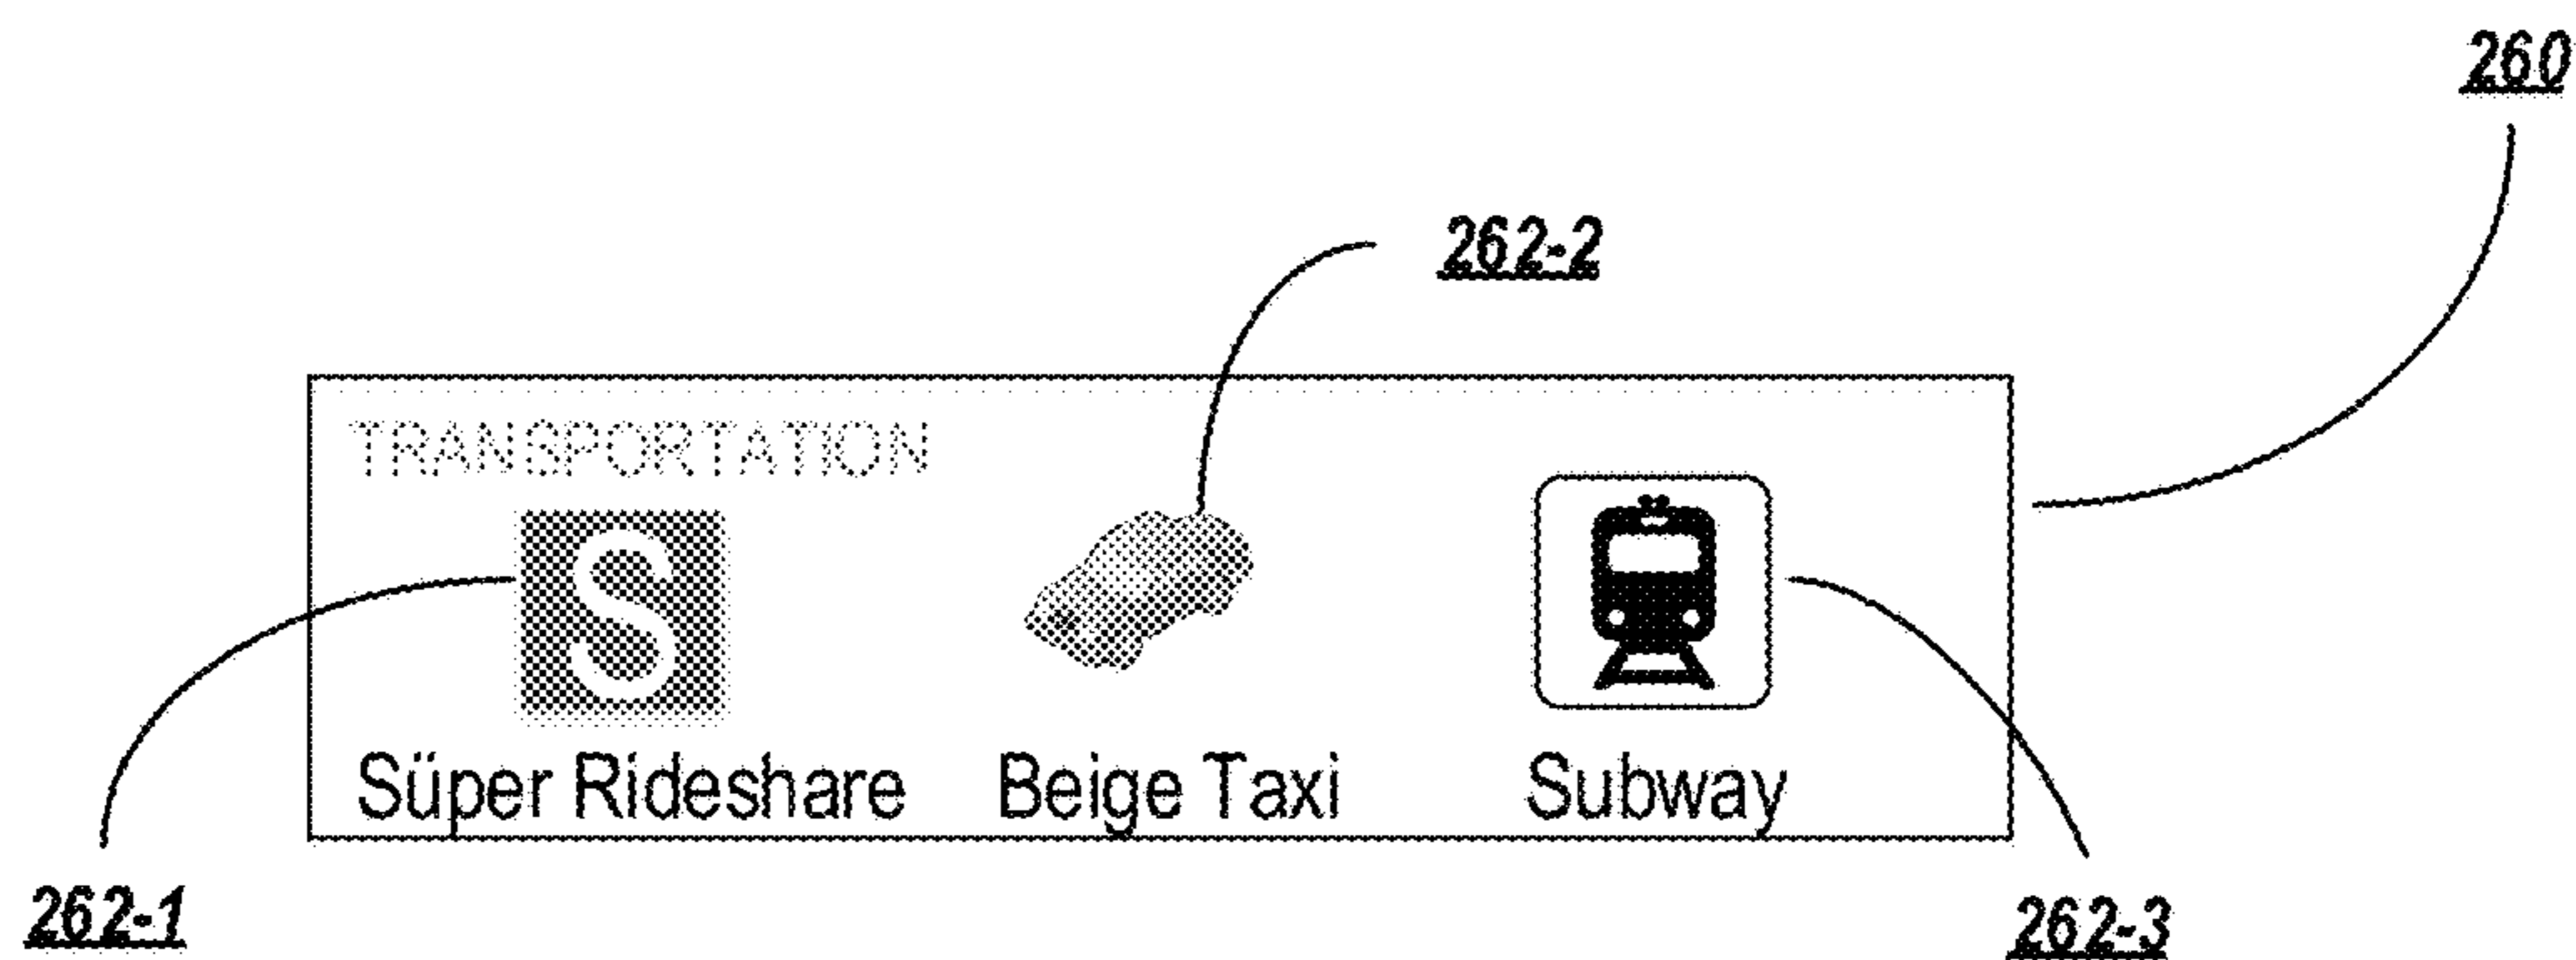 260
262-2
TRANSPORTATION
S
Süper Rideshare Beige Taxi Subway
262-1 262-3